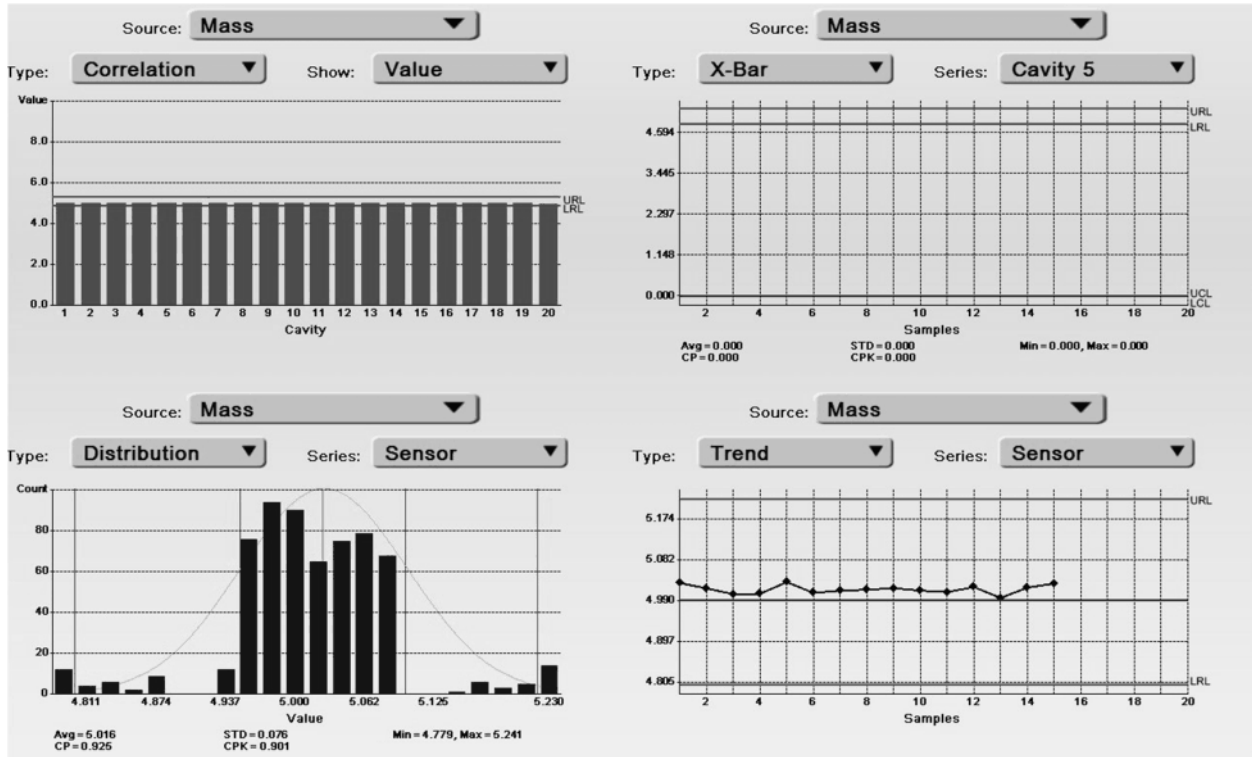 Source: Mass
Type: Correlation Show: Value
Value
8.0
6.0
URL
LRL
4.0
2.0
0.0
1 2 3 4 5 6 7 8 9 10 11 12 13 14 15 16 17 18 19 20
Cavity
Source: Mass
Type: X-Bar Series: Cavity 5
URL
LRL
4.594
3.445
2.297
1.148
0.000
UCL
LCL
2 4 6 8 10 12 14 16 18 20
Samples
Avg=0.000 STD=0.000 Min=0.000, Max=0.000
CP=0.000 CPK=0.000
Source: Mass
Type: Distribution Series: Sensor
Count
80
60
40
20
0
4.811 4.874 4.937 5.000 5.062 5.125 5.230
Value
Avg=5.016 STD=0.076 Min=4.779, Max=5.241
CP=0.925 CPK=0.901
Source: Mass
Type: Trend Series: Sensor
URL
5.174
5.082
4.990
4.897
4.805
LRL
2 4 6 8 10 12 14 16 18 20
Samples